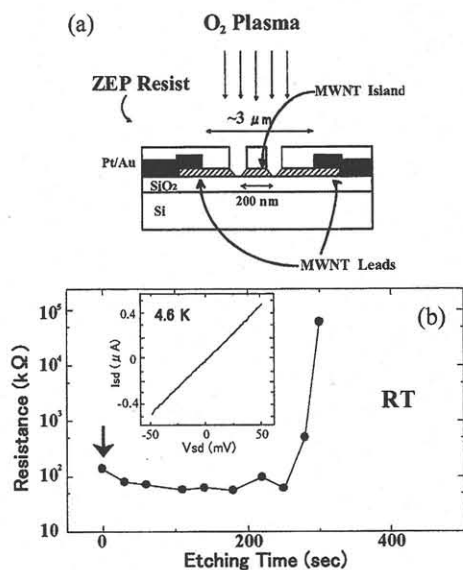 (a)
O₂ Plasma
ZEP Resist
MWNT Island
~3 μm
Pt/Au
SiO₂
200 nm
Si
MWNT Leads
(b)
Resistance (kΩ)
10⁵
10⁴
10³
10²
10
4.6 K
Isd (μA)
0.4
0
-0.4
-50 0 50
Vsd (mV)
RT
0 200 400
Etching Time (sec)